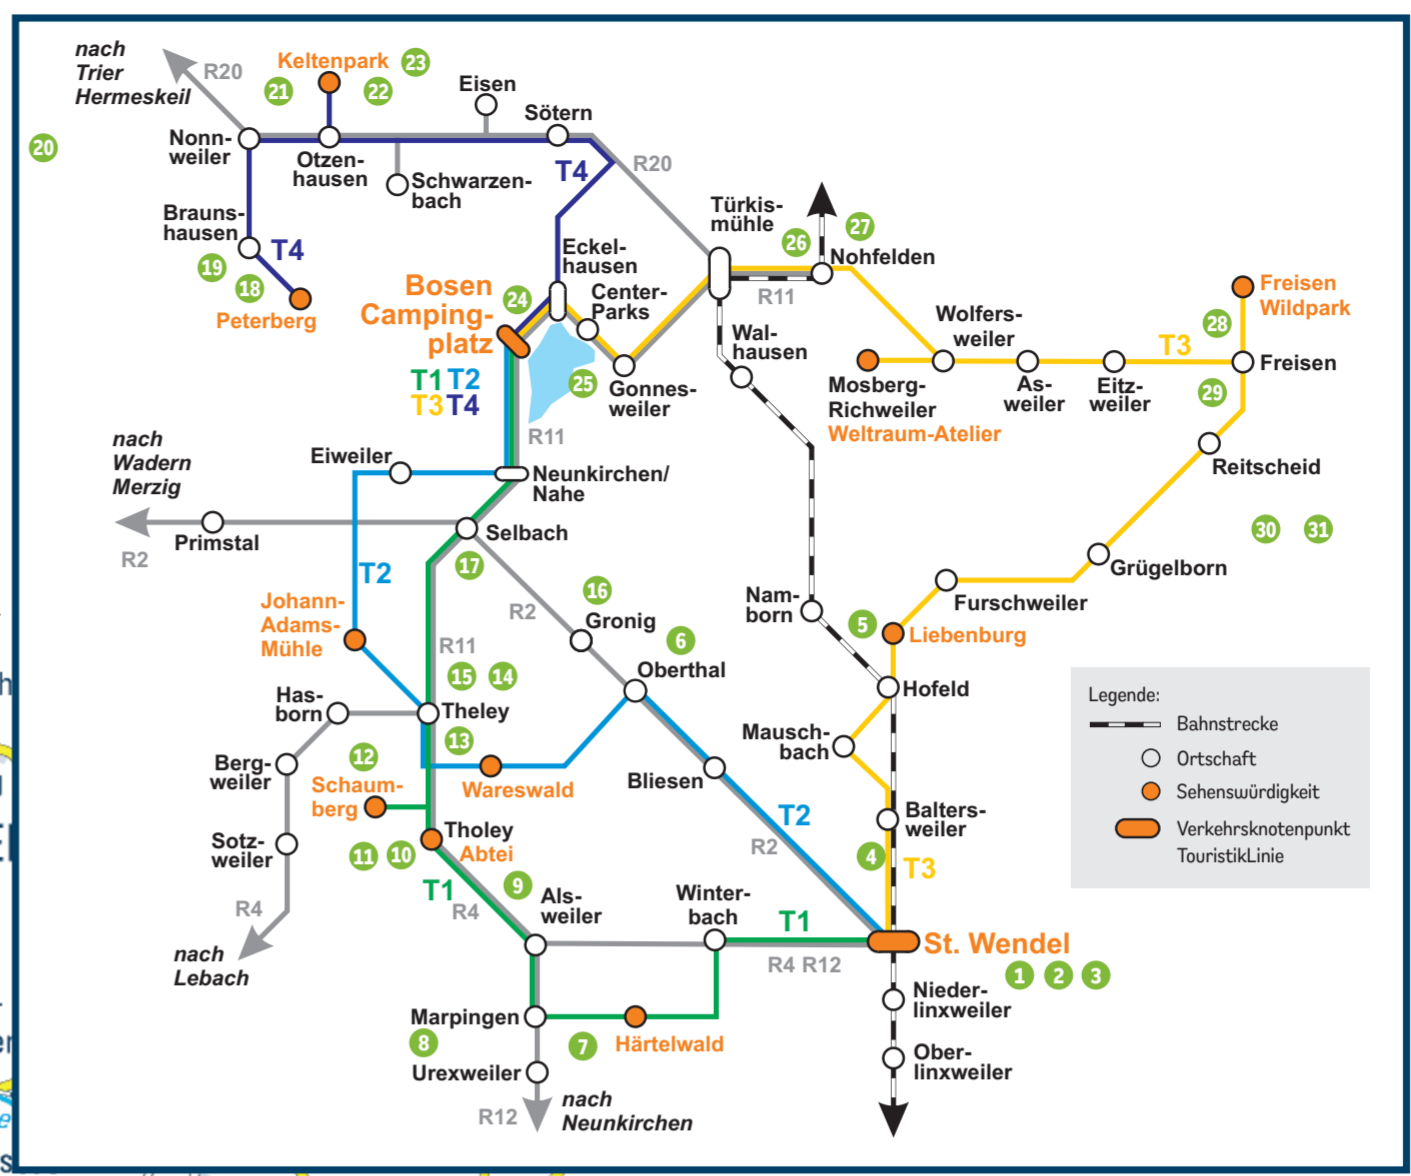 nach
Trier
Hermeskeil
R20
Keltenpark
23
21
22
Eisen
Sötern
20
Nonn-
weiler
Otzen-
hausen
Schwarzen-
bach
T4
R20
Brauns-
hausen
T4
19
18
Peterberg
Türkis-
mühle
26
27
Nohfelden
R11
Eckel-
hausen
Bosen
Camping-
platz
24
Center-
Parks
T1 T2
T3 T4
25
Gonnes-
weiler
R11
Wal-
hausen
Wolfers-
weiler
Freisen
Wildpark
28
T3
Freisen
Mosberg-
Richweiler
Weltraum-Atelier
As-
weiler
Eitz-
weiler
29
Reitscheid
nach
Wadern
Merzig
Eiweiler
Neunkirchen/
Nahe
R2
Primstal
Selbach
17
30
31
Grügelborn
T2
R2
16
Gronig
Nam-
born
Furschweiler
5
Liebenburg
Johann-
Adams-
Mühle
R11
6
Oberthal
15
14
Has-
born
Theley
13
Hofeld
Berg-
weiler
12
Schaum-
berg
Wareswald
Bliesen
Mausch-
bach
T2
R2
Balters-
weiler
Sotz-
weiler
Tholey
Abtei
11
10
4
T3
T1
R4
9
Als-
weiler
Winter-
bach
T1
R4 R12
St. Wendel
1
2
3
R4
nach
Lebach
Marpingen
8
7
Härtelwald
Nieder-
linxweiler
Urexweiler
Ober-
linxweiler
R12
nach
Neunkirchen
Legende:
Bahnstrecke
Ortschaft
Sehenswürdigkeit
Verkehrsknotenpunkt
TouristikLinie